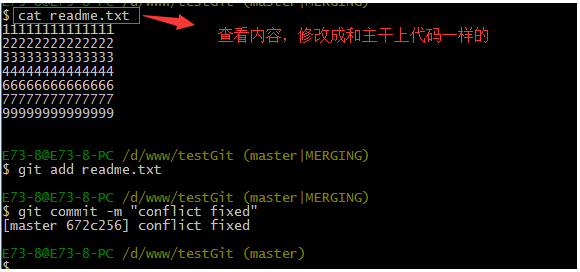 $ cat readme.txt
查看内容，修改成和主干上代码一样的
11111111111111
22222222222222
33333333333333
44444444444444
66666666666666
77777777777777
99999999999999
E73-8@E73-8-PC /d/www/testGit (master|MERGING)
$ git add readme.txt
E73-8@E73-8-PC /d/www/testGit (master|MERGING)
$ git commit -m "conflict fixed"
[master 672c256] conflict fixed
E73-8@E73-8-PC /d/www/testGit (master)
$